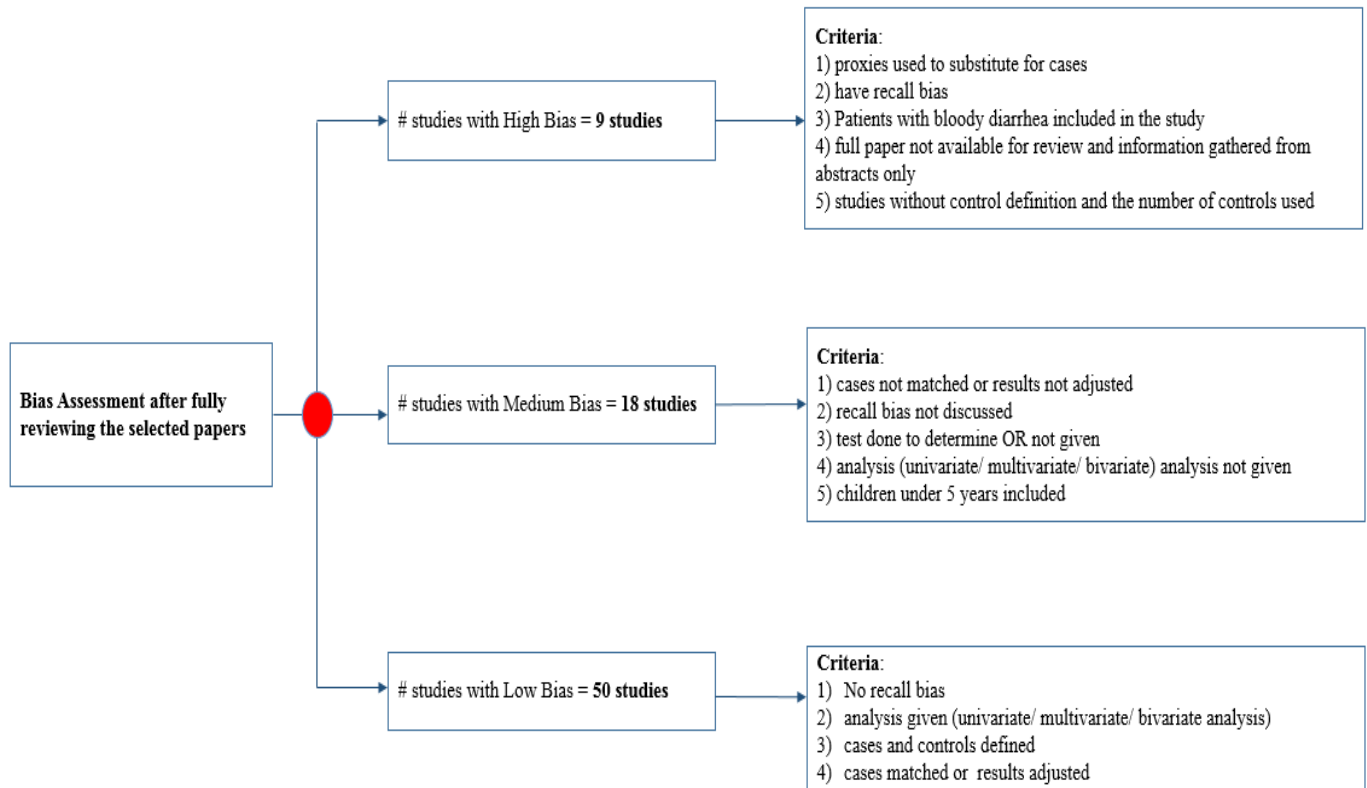 Bias Assessment after fully
reviewing the selected papers
# studies with High Bias = 9 studies
Criteria:
1) proxies used to substitute for cases
2) have recall bias
3) Patients with bloody diarrhea included in the study
4) full paper not available for review and information gathered from
abstracts only
5) studies without control definition and the number of controls used
# studies with Medium Bias = 18 studies
Criteria:
1) cases not matched or results not adjusted
2) recall bias not discussed
3) test done to determine OR not given
4) analysis (univariate/ multivariate/ bivariate) analysis not given
5) children under 5 years included
# studies with Low Bias = 50 studies
Criteria:
1) No recall bias
2) analysis given (univariate/ multivariate/ bivariate analysis)
3) cases and controls defined
4) cases matched or results adjusted